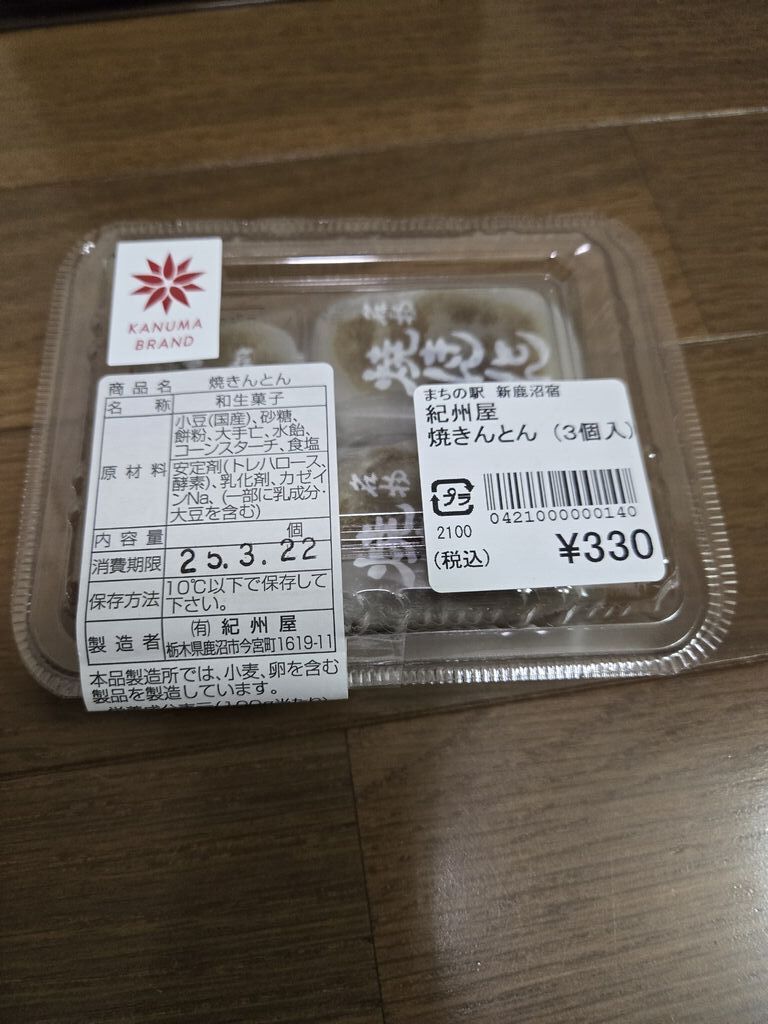 KANUMA
BRAND
商品名 焼きんとん
名称 和生菓子
原材料 小豆(国産)、砂糖、
餅粉、大手亡、水飴、
コーンスターチ、食塩
安定剤(トレハロース、
酵素)、乳化剤、カゼイ
ンNa、(一部に乳成分・
大豆を含む)
内容量 個
消費期限 25.3.22
保存方法 10℃以下で保存して
下さい。
製造者 (有) 紀州屋
栃木県鹿沼市今宮町1619-11
本品製造所では、小麦、卵を含む
製品を製造しています。
まちの駅 新鹿沼宿
紀州屋
焼きんとん (3個入)
プラ
0421000000140
2100
(税込) ¥330
焼きんとん
焼